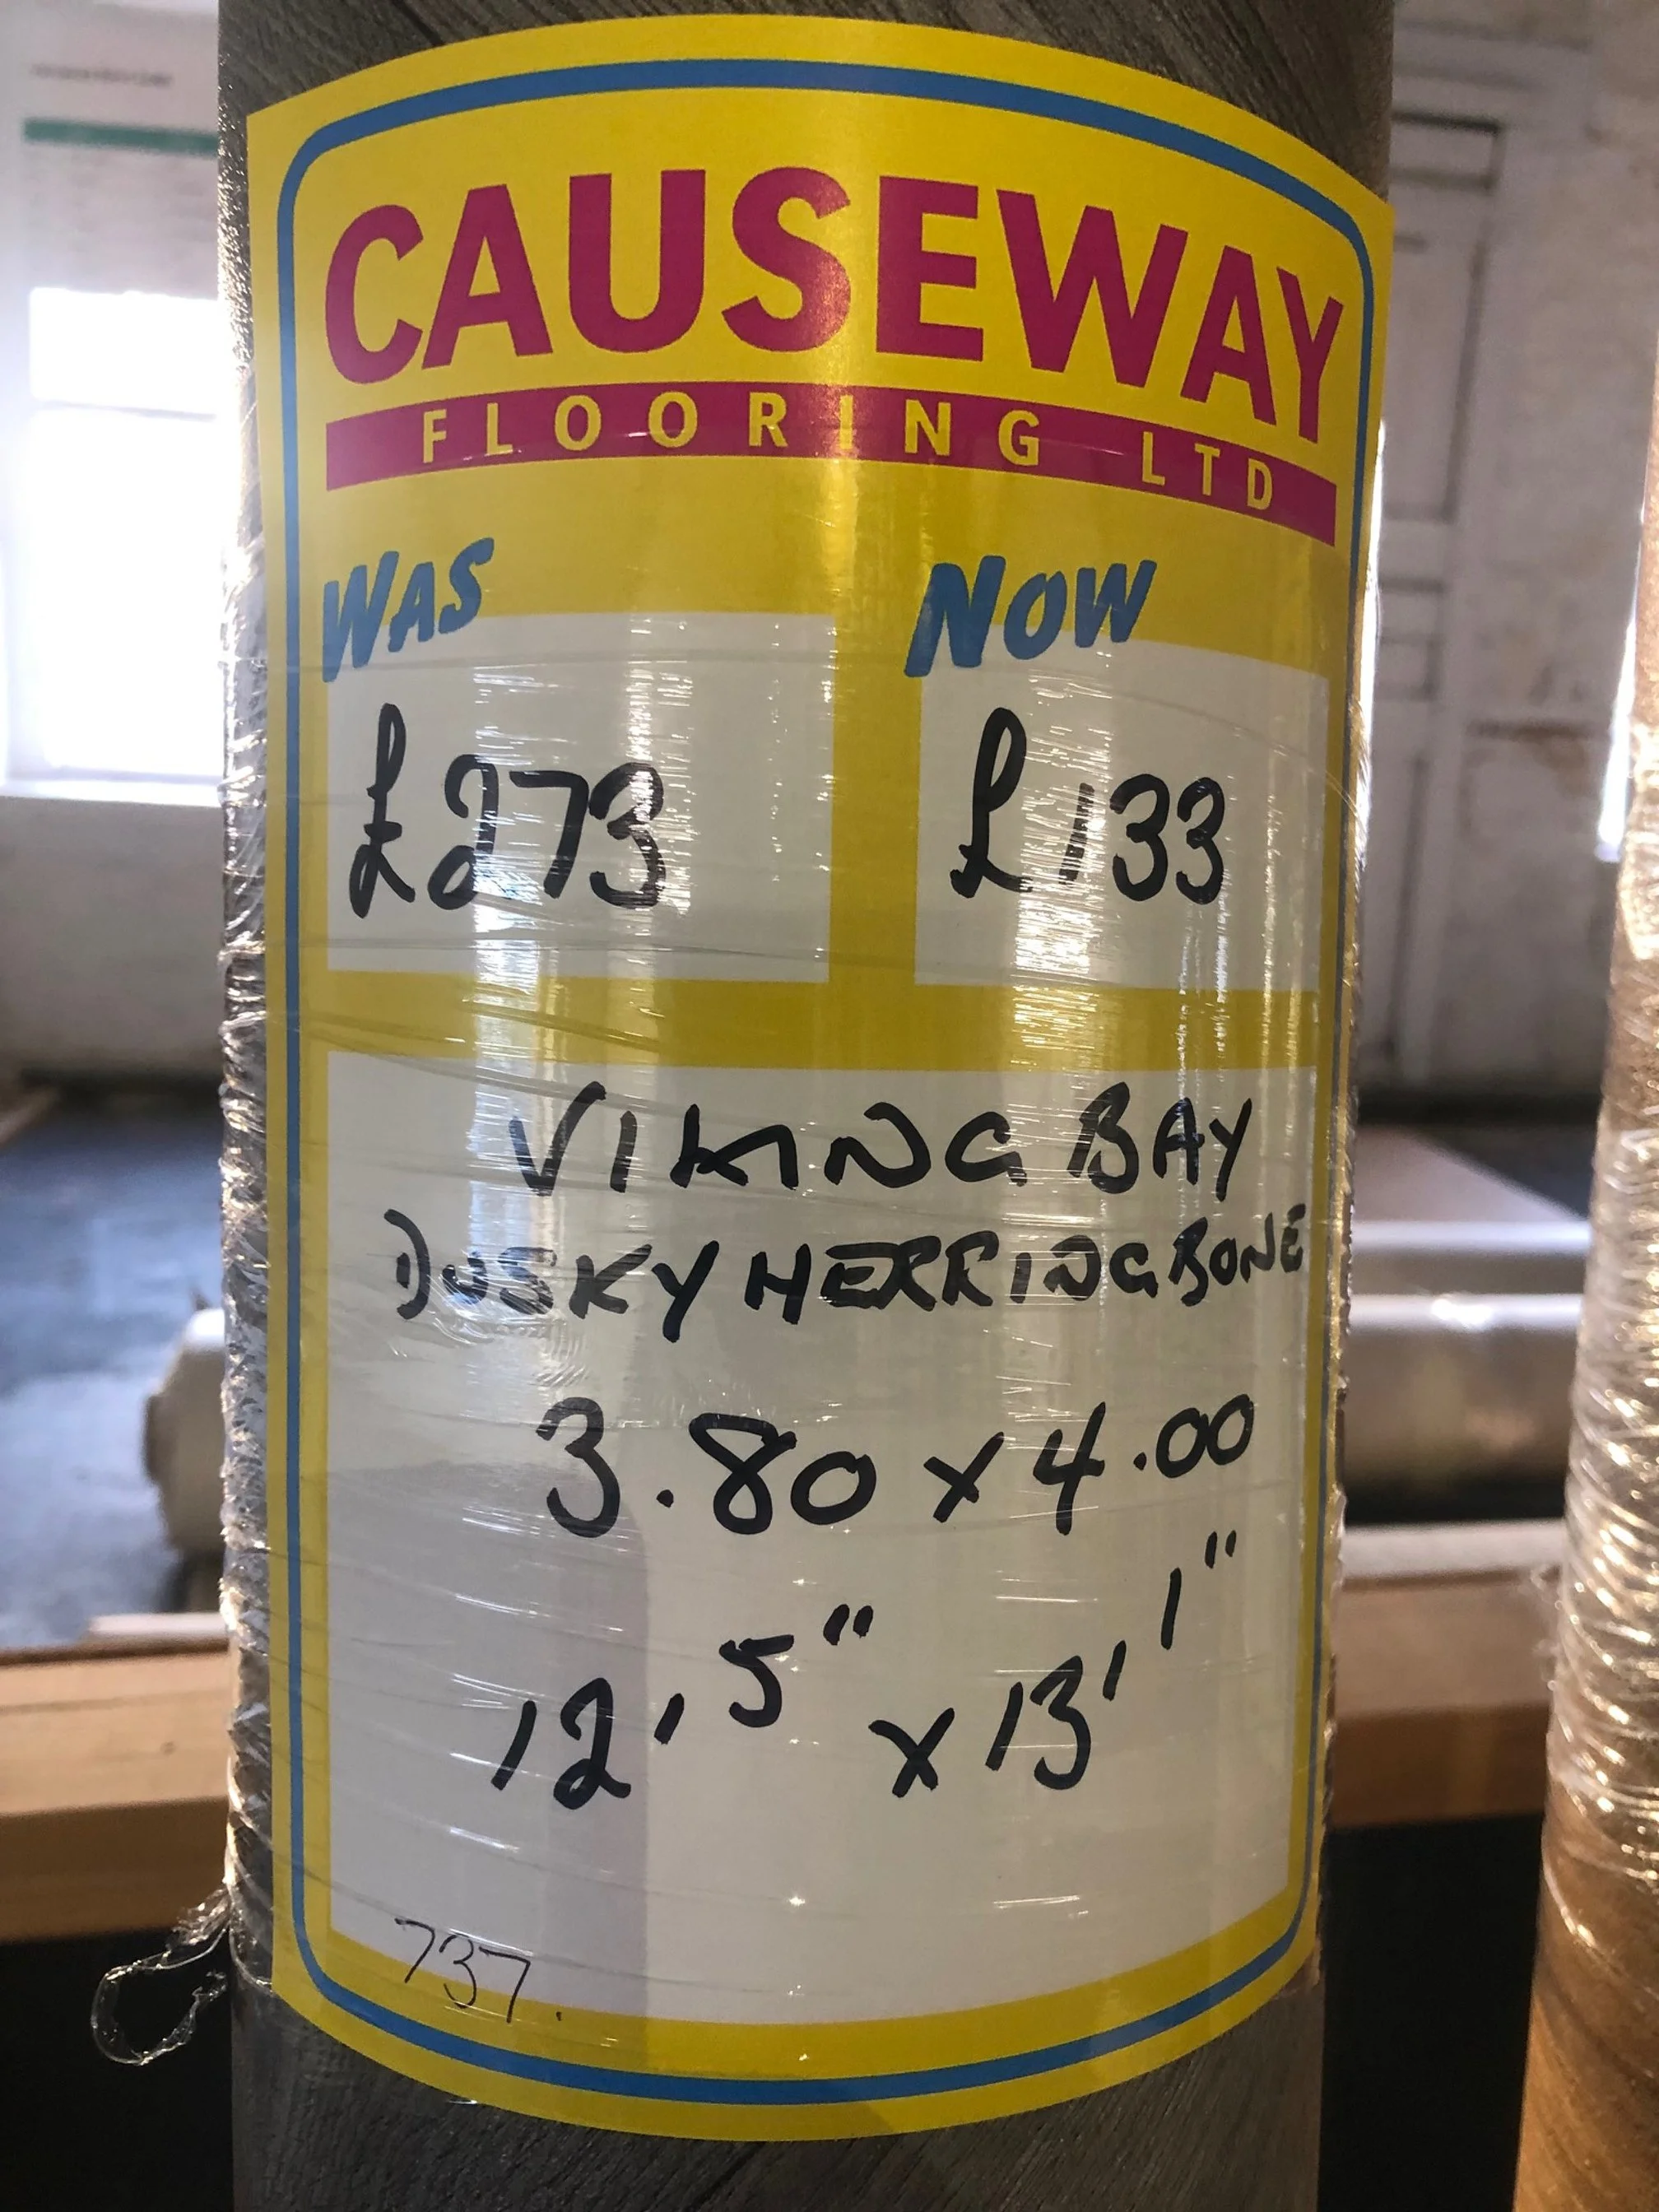 CAUSEWAY
FLOORING LTD
WAS NOW
£273 £133
VIKING BAY
DUSKY HERRINGBONE
3.80 x 4.00
12'5" x 13'1"
737.